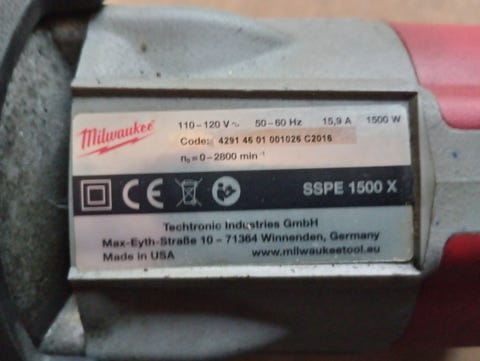 Milwaukee
110–120 V~ 50–60 Hz 15,9 A 1500 W
Code: 4291 46 01 001026 C2016
n₀=0–2800 min⁻¹
CE
SSPE 1500 X
Techtronic Industries GmbH
Max-Eyth-Straße 10 – 71364 Winnenden, Germany
Made in USA www.milwaukeetool.eu